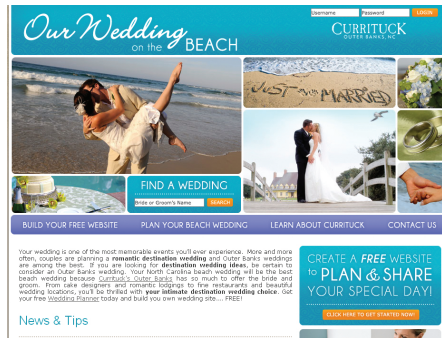 Username Password LOGIN
Our Wedding
on the BEACH
CURRITUCK
OUTER BANKS, NC
JUST MARRIED
FIND A WEDDING
Bride or Groom's Name SEARCH
BUILD YOUR FREE WEBSITE PLAN YOUR BEACH WEDDING LEARN ABOUT CURRITUCK CONTACT US
Your wedding is one of the most memorable events you'll ever experience. More and more
often, couples are planning a romantic destination wedding and Outer Banks weddings
are among the best. If you are looking for destination wedding ideas, be certain to
consider an Outer Banks wedding. Your North Carolina beach wedding will be the best
beach wedding because Currituck's Outer Banks has so much to offer the bride and
groom. From cake designers and romantic lodgings to fine restaurants and beautiful
wedding locations, you'll be thrilled with your intimate destination wedding choice. Get
your free Wedding Planner today and build you own wedding site.... FREE!
News & Tips
CREATE A FREE WEBSITE
to PLAN & SHARE
YOUR SPECIAL DAY!
CLICK HERE TO GET STARTED NOW!